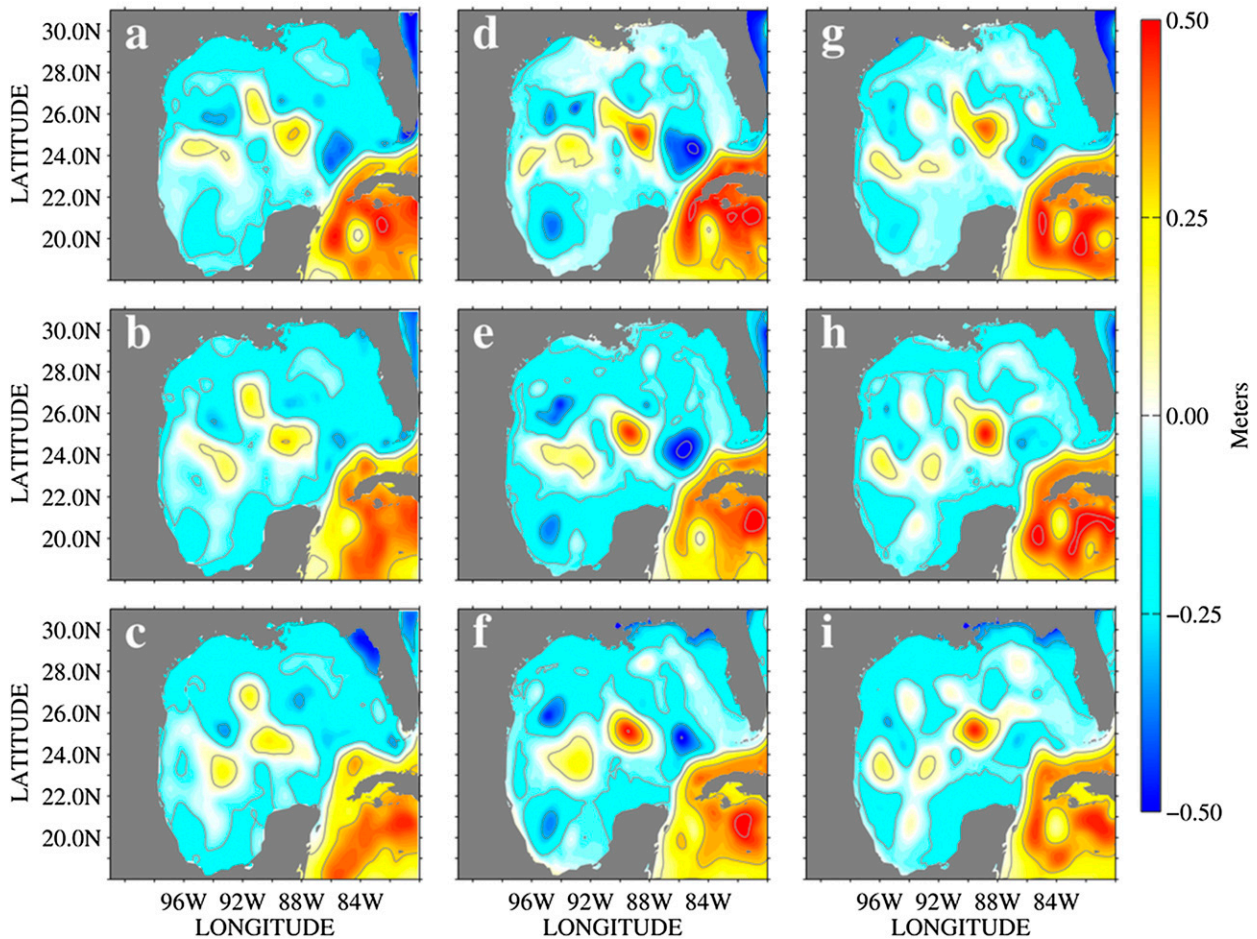 a
d
g
30.0N
28.0N
26.0N
24.0N
22.0N
20.0N
LATITUDE
b
e
h
30.0N
28.0N
26.0N
24.0N
22.0N
20.0N
LATITUDE
c
f
i
30.0N
28.0N
26.0N
24.0N
22.0N
20.0N
LATITUDE
96W 92W 88W 84W
LONGITUDE
96W 92W 88W 84W
LONGITUDE
96W 92W 88W 84W
LONGITUDE
0.50
0.25
0.00
−0.25
−0.50
Meters